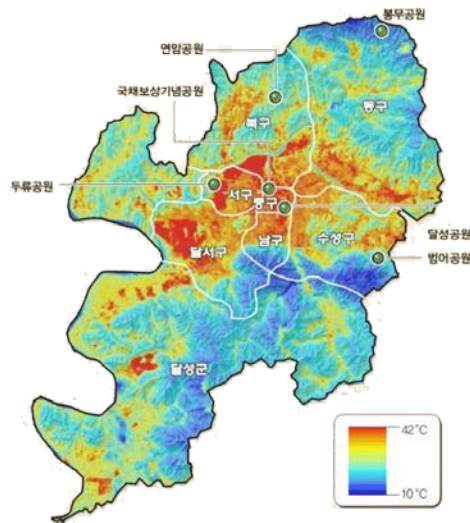 봉무공원
연암공원
국채보상기념공원
북구
동구
두류공원
서구
중구
달성공원
달서구
남구
수성구
범어공원
달성군
42℃
10℃